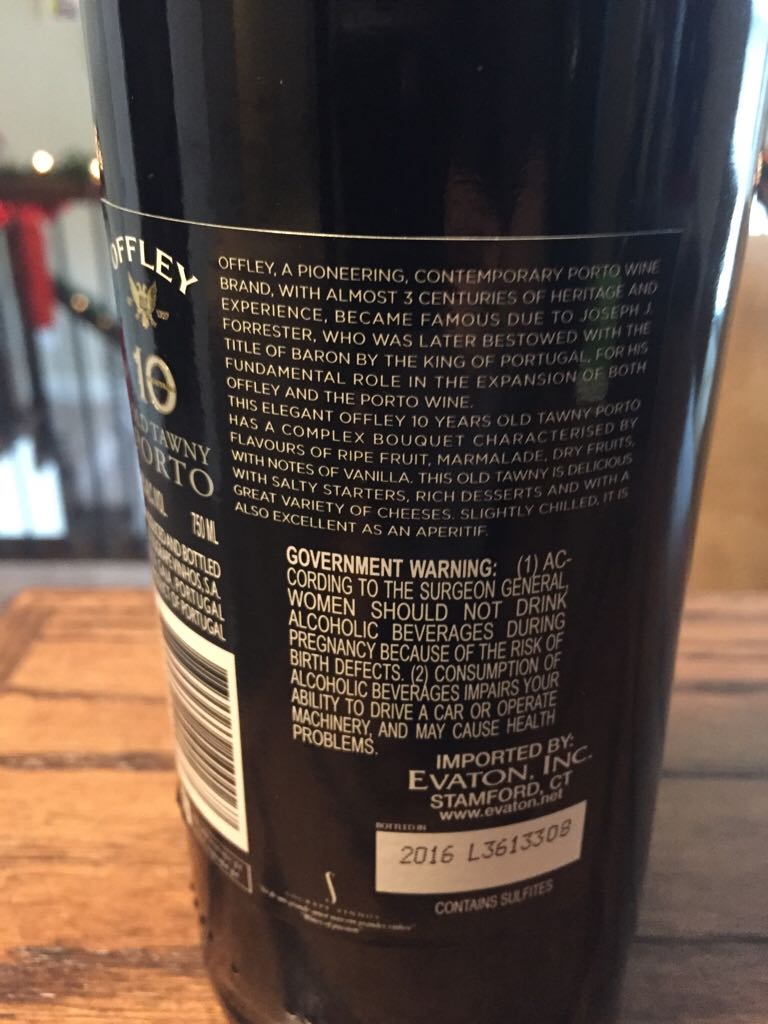 OFFLEY
10
OLD TAWNY
PORTO
750 ML
AND BOTTLED
VINHOS, S.A.
PORTUGAL
OF PORTUGAL
OFFLEY, A PIONEERING, CONTEMPORARY PORTO WINE
BRAND, WITH ALMOST 3 CENTURIES OF HERITAGE AND
EXPERIENCE, BECAME FAMOUS DUE TO JOSEPH J.
FORRESTER, WHO WAS LATER BESTOWED WITH THE
TITLE OF BARON BY THE KING OF PORTUGAL, FOR HIS
FUNDAMENTAL ROLE IN THE EXPANSION OF BOTH
OFFLEY AND THE PORTO WINE.
THIS ELEGANT OFFLEY 10 YEARS OLD TAWNY PORTO
HAS A COMPLEX BOUQUET CHARACTERISED BY
FLAVOURS OF RIPE FRUIT, MARMALADE, DRY FRUITS,
WITH NOTES OF VANILLA. THIS OLD TAWNY IS DELICIOUS
WITH SALTY STARTERS, RICH DESSERTS AND WITH A
GREAT VARIETY OF CHEESES. SLIGHTLY CHILLED, IT IS
ALSO EXCELLENT AS AN APERITIF.
GOVERNMENT WARNING: (1) AC-
CORDING TO THE SURGEON GENERAL
WOMEN SHOULD NOT DRINK
ALCOHOLIC BEVERAGES DURING
PREGNANCY BECAUSE OF THE RISK OF
BIRTH DEFECTS. (2) CONSUMPTION OF
ALCOHOLIC BEVERAGES IMPAIRS YOUR
ABILITY TO DRIVE A CAR OR OPERATE
MACHINERY, AND MAY CAUSE HEALTH
PROBLEMS.
IMPORTED BY:
EVATON, INC.
STAMFORD, CT
www.evaton.net
BOTTLED IN
2016 L3613308
CONTAINS SULFITES